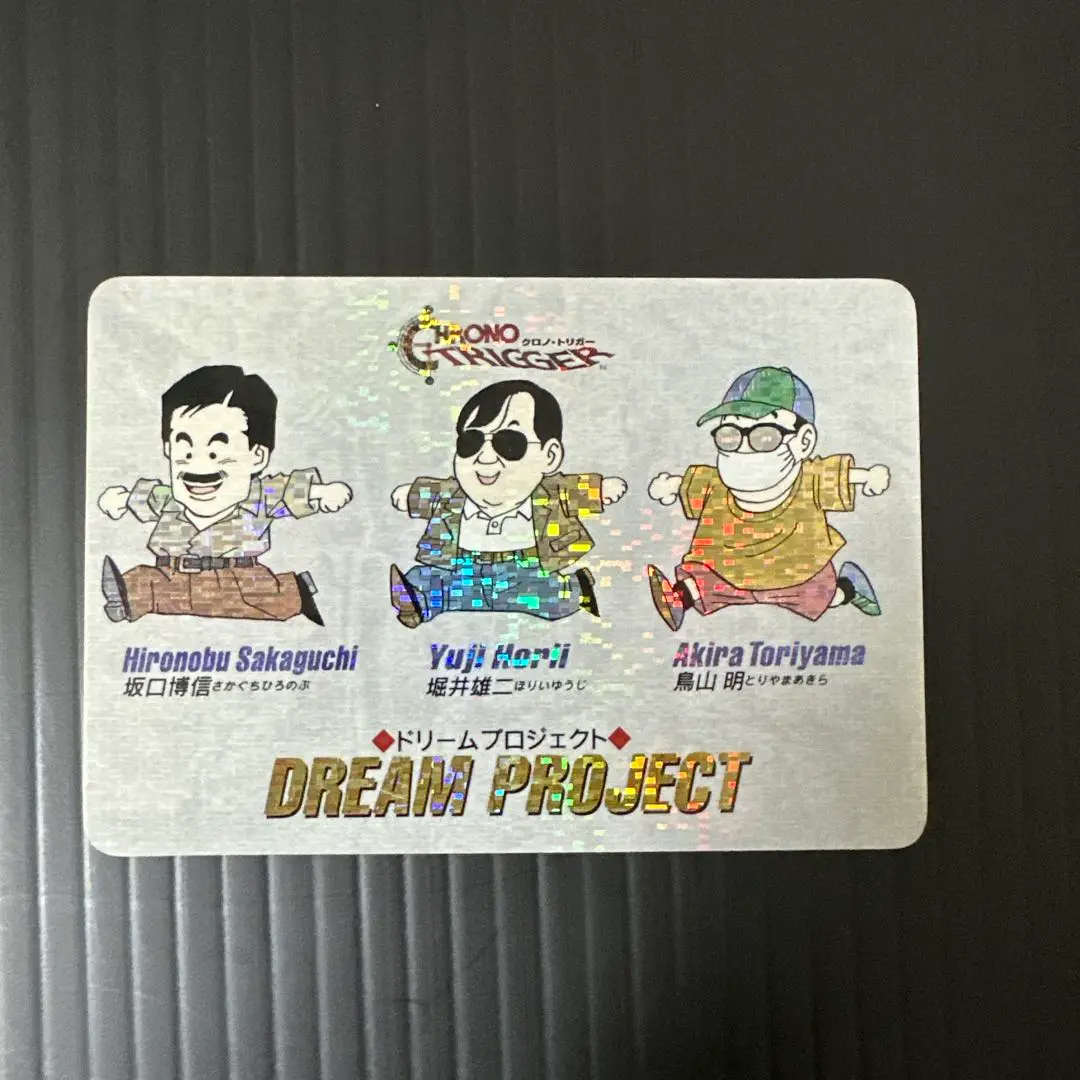 CHRONO
クロノ・トリガー
TRIGGER
Hironobu Sakaguchi
坂口博信さかぐちひろのぶ
Yuji Horii
堀井雄二ほりいゆうじ
Akira Toriyama
鳥山 明とりやまあきら
◆ドリームプロジェクト◆
DREAM PROJECT